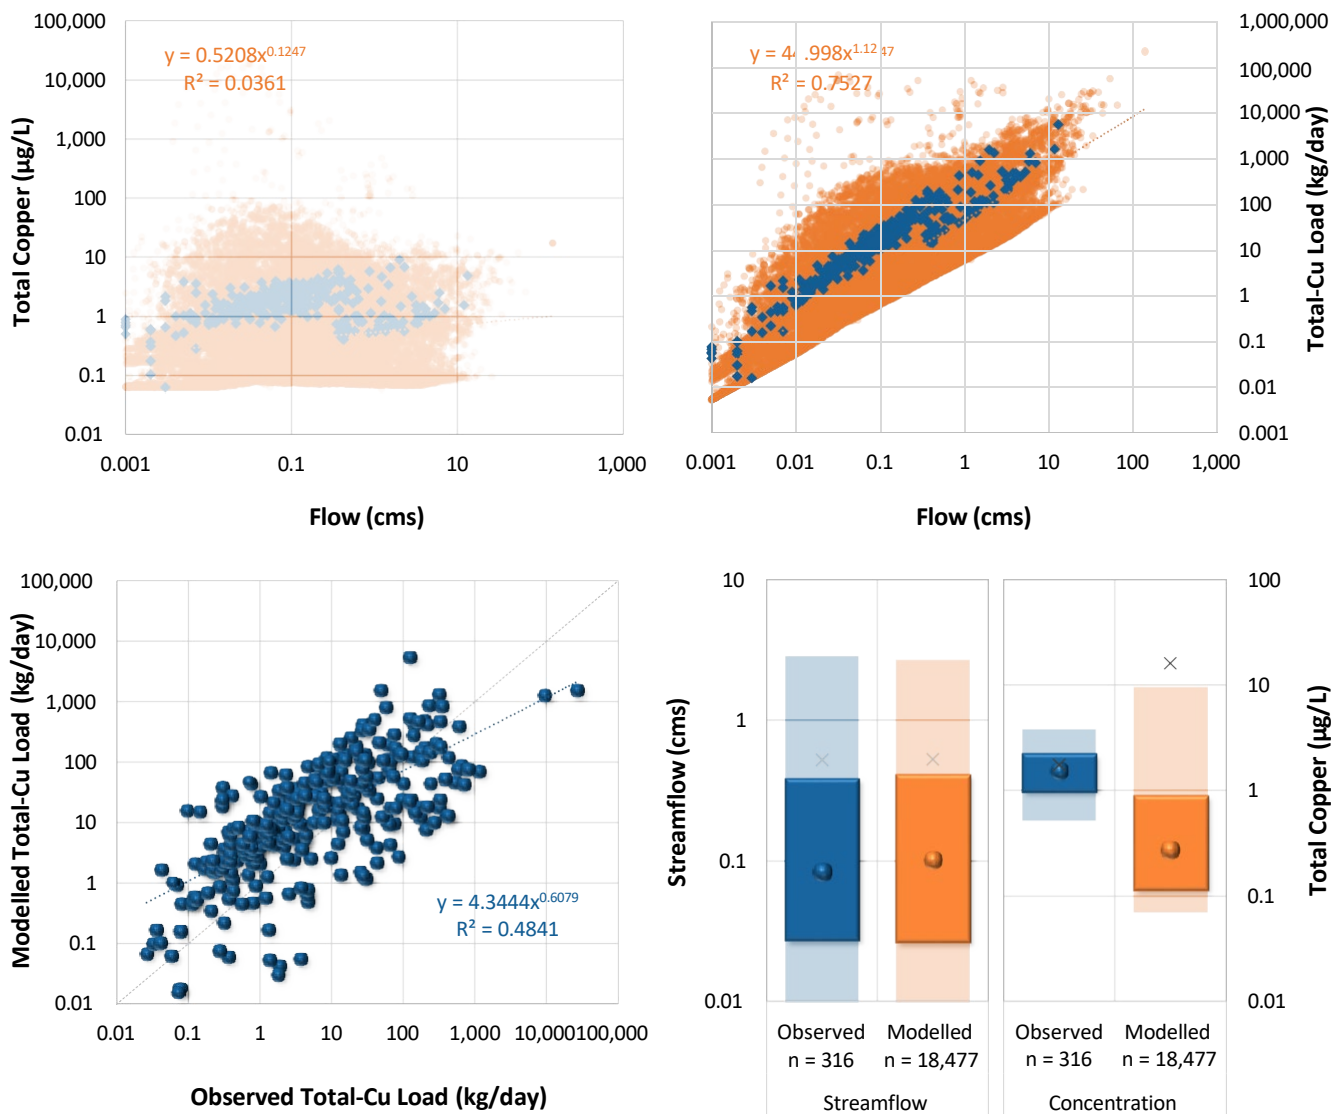 100,000
10,000
1,000
100
10
1
0.1
0.01
Total Copper (µg/L)
y = 0.5208x^0.1247
R² = 0.0361
0.001
0.1
10
1,000
Flow (cms)
y = 44.998x^1.1247
R² = 0.7527
1,000,000
100,000
10,000
1,000
100
10
1
0.1
0.01
0.001
Total-Cu Load (kg/day)
0.001
0.01
0.1
1
10
100
1,000
Flow (cms)
100,000
10,000
1,000
100
10
1
0.1
0.01
Modelled Total-Cu Load (kg/day)
y = 4.3444x^0.6079
R² = 0.4841
0.01
0.1
1
10
100
1,000
10,000
100,000
Observed Total-Cu Load (kg/day)
10
1
0.1
0.01
Streamflow (cms)
100
10
1
0.1
0.01
Total Copper (µg/L)
Observed
n = 316
Modelled
n = 18,477
Observed
n = 316
Modelled
n = 18,477
Streamflow
Concentration